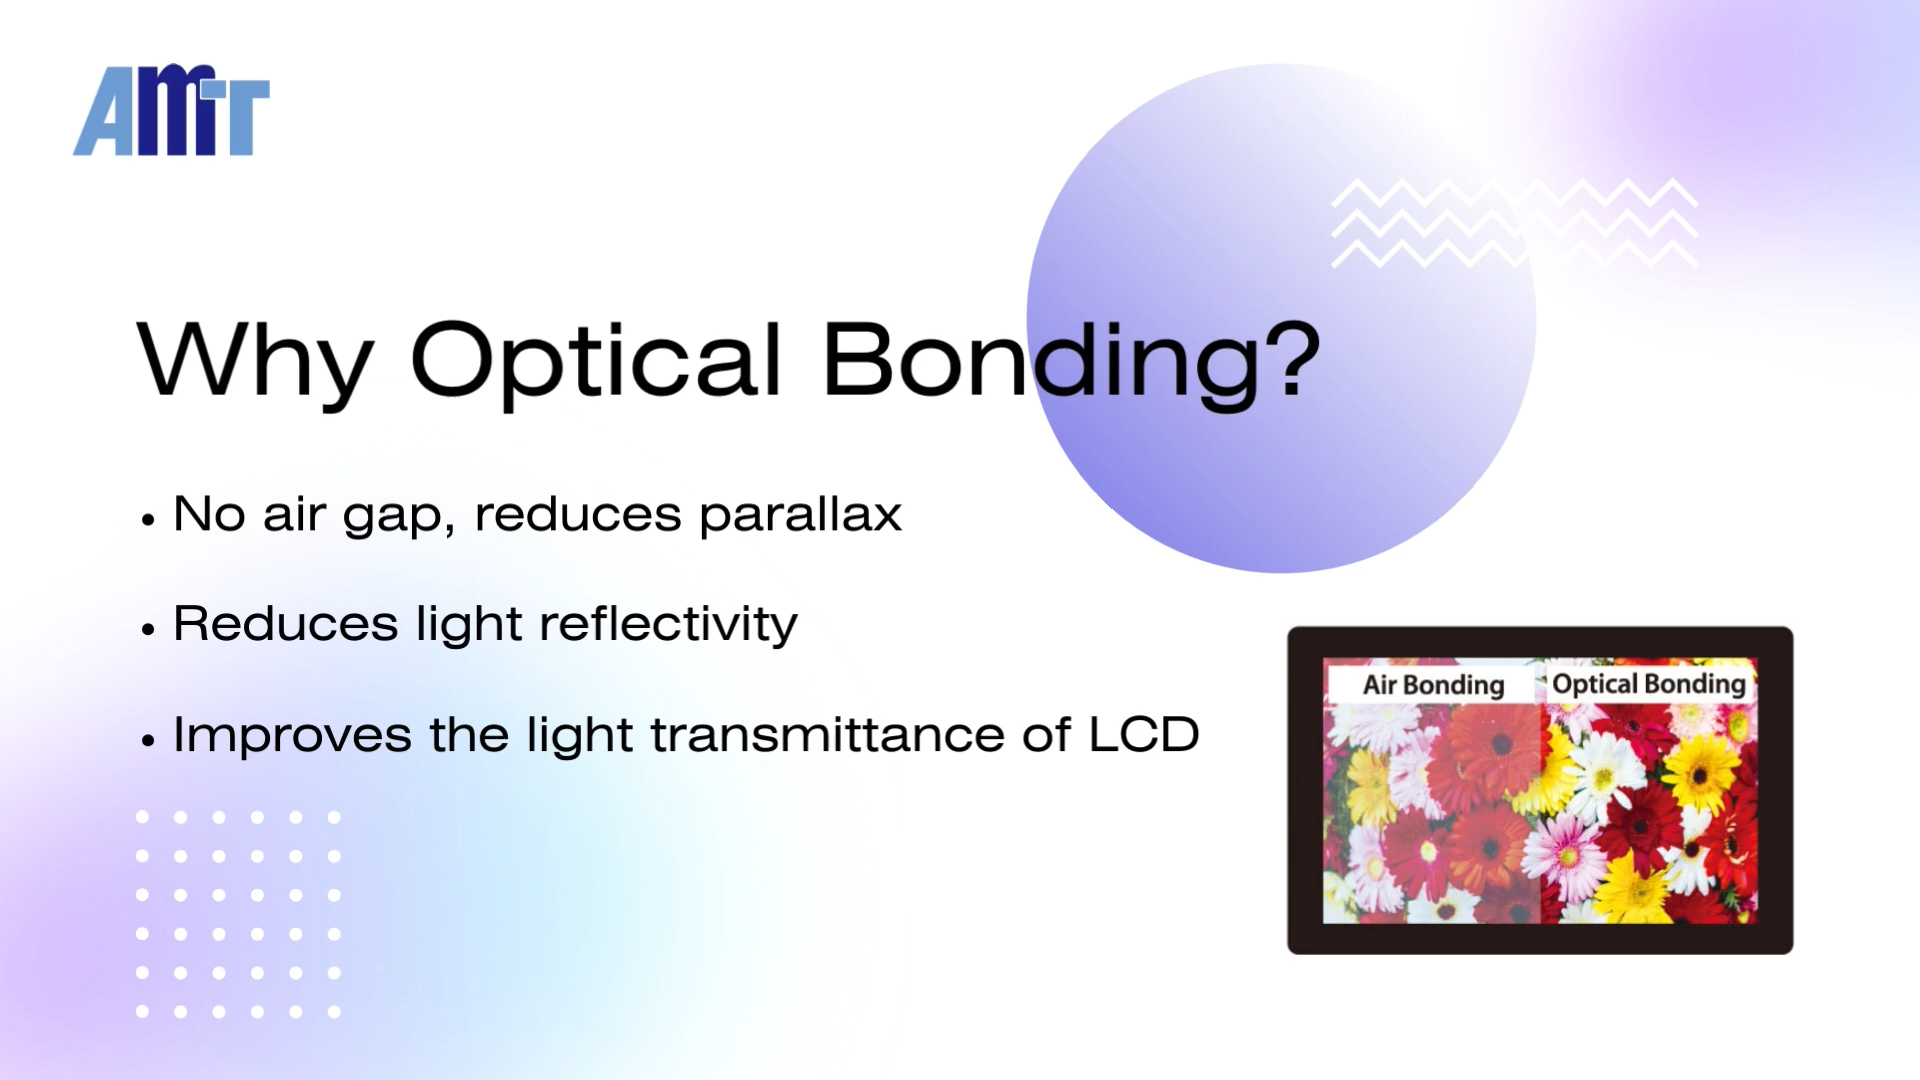 AMT
Why Optical Bonding?
• No air gap, reduces parallax
• Reduces light reflectivity
• Improves the light transmittance of LCD
Air Bonding
Optical Bonding